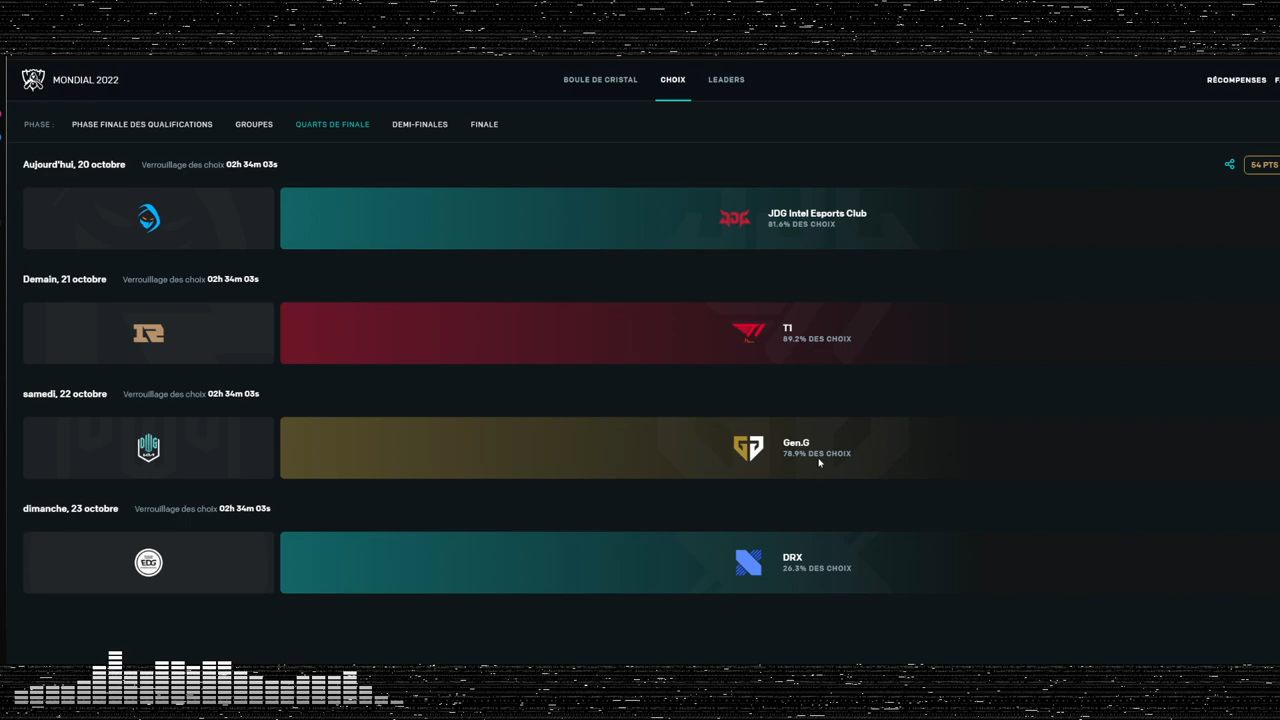 MONDIAL 2022
BOULE DE CRISTAL
CHOIX
LEADERS
RÉCOMPENSES
PHASE :
PHASE FINALE DES QUALIFICATIONS
GROUPES
QUARTS DE FINALE
DEMI-FINALES
FINALE
Aujourd'hui, 20 octobre
Verrouillage des choix 02h 34m 03s
54 PTS
JDG
JDG Intel Esports Club
81.6% DES CHOIX
Demain, 21 octobre
Verrouillage des choix 02h 34m 03s
T1
89.2% DES CHOIX
samedi, 22 octobre
Verrouillage des choix 02h 34m 03s
Gen.G
78.9% DES CHOIX
dimanche, 23 octobre
Verrouillage des choix 02h 34m 03s
EDG
DRX
26.3% DES CHOIX